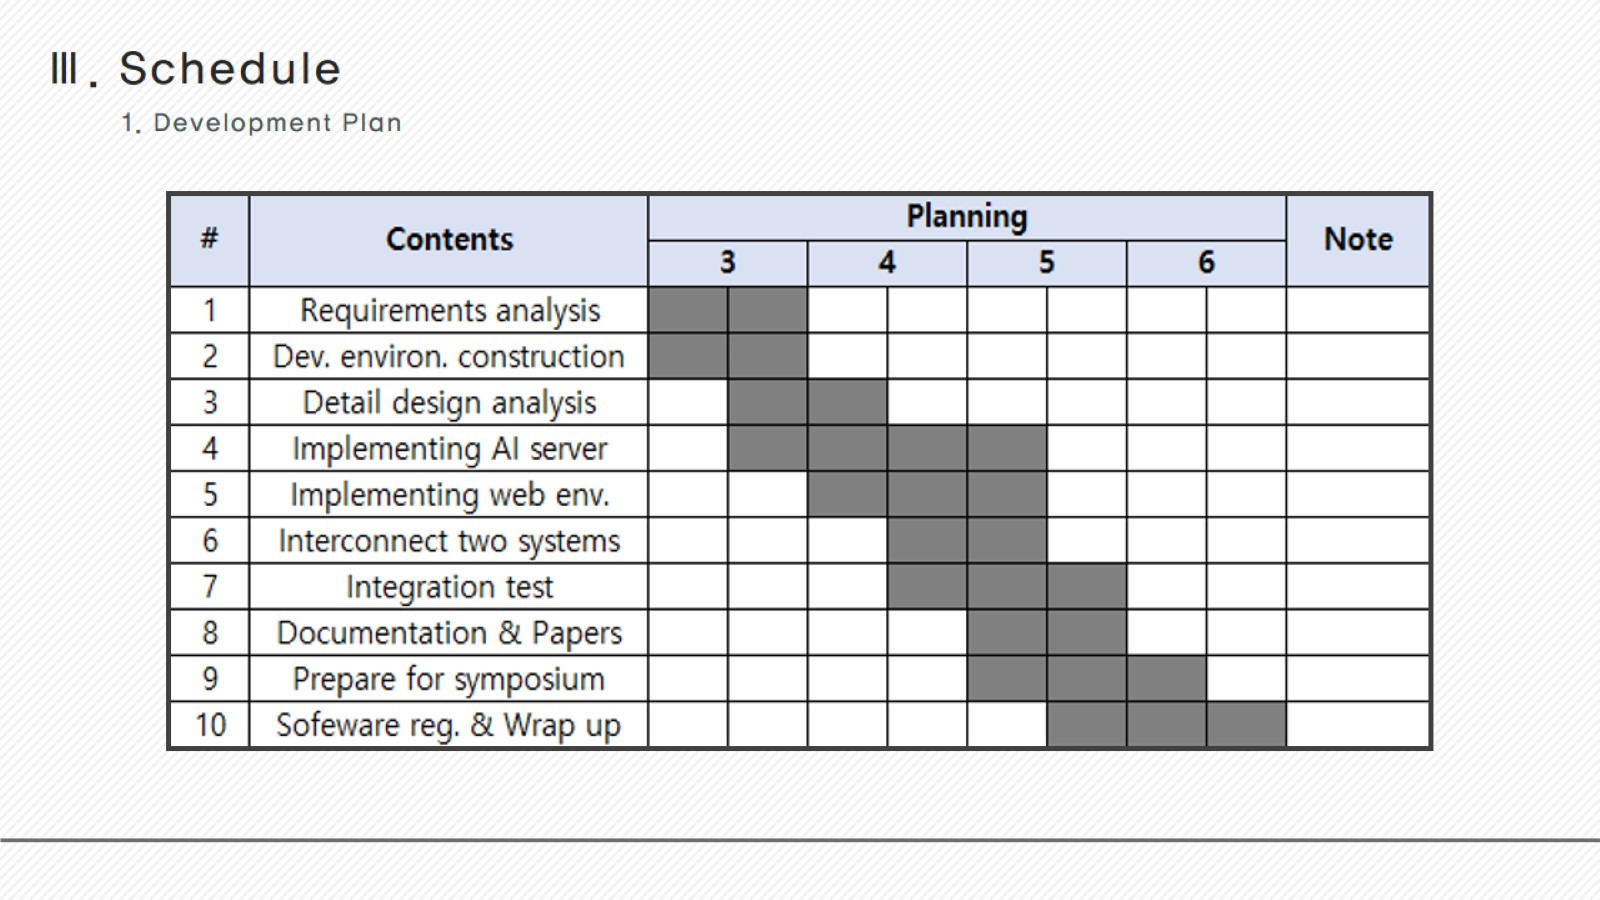 Ⅲ. Schedule
1. Development Plan
# Contents Planning Note
3 4 5 6
1 Requirements analysis
2 Dev. environ. construction
3 Detail design analysis
4 Implementing AI server
5 Implementing web env.
6 Interconnect two systems
7 Integration test
8 Documentation & Papers
9 Prepare for symposium
10 Sofeware reg. & Wrap up